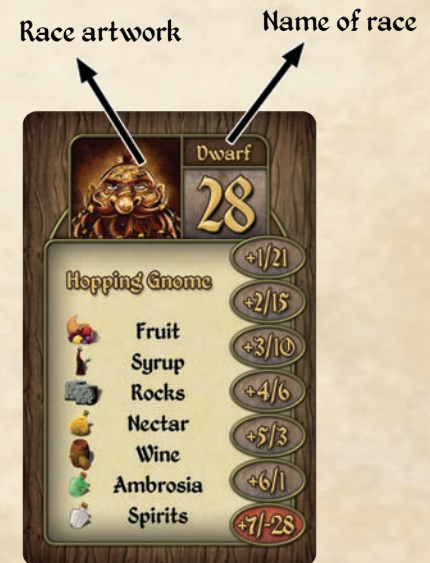 Race artwork
Name of race
Dwarf
28
Hopping Gnome
+1/21
+2/15
Fruit
+3/10
Syrup
Rocks
+4/6
Nectar
+5/3
Wine
Ambrosia
+6/1
Spirits
+7/-28